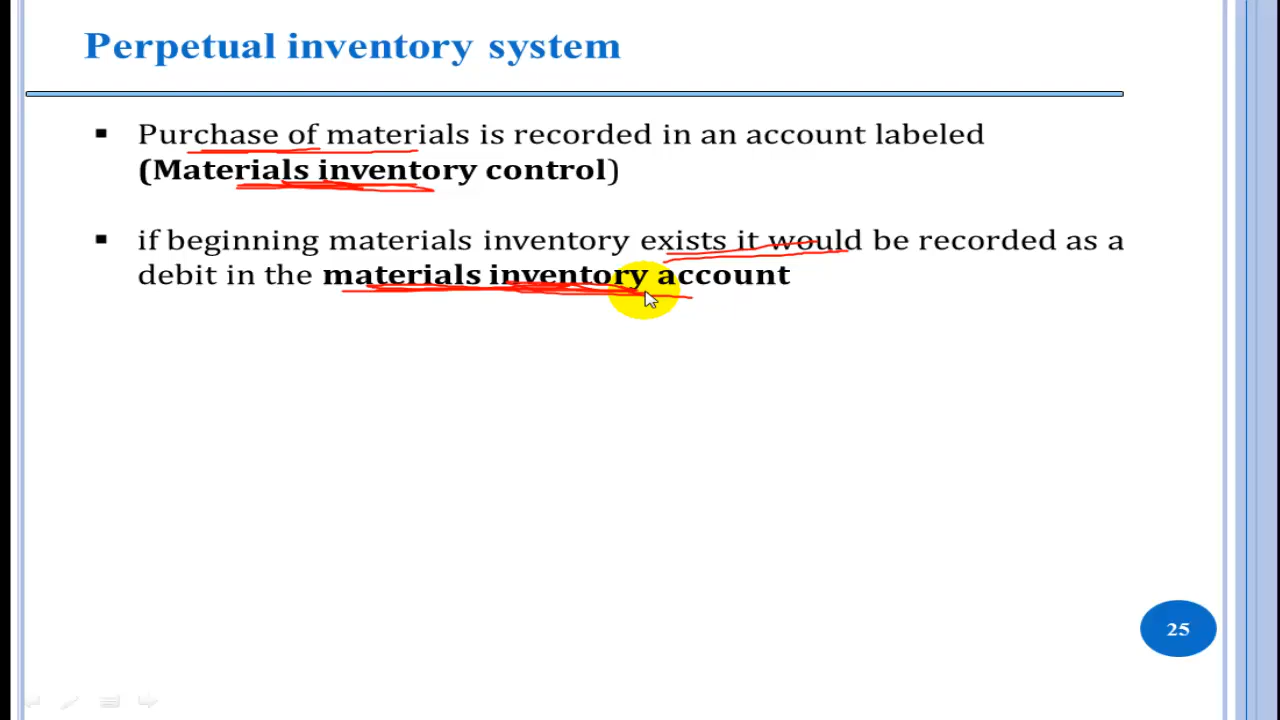 Perpetual inventory system
▪ Purchase of materials is recorded in an account labeled
(Materials inventory control)
▪ if beginning materials inventory exists it would be recorded as a
debit in the materials inventory account
25